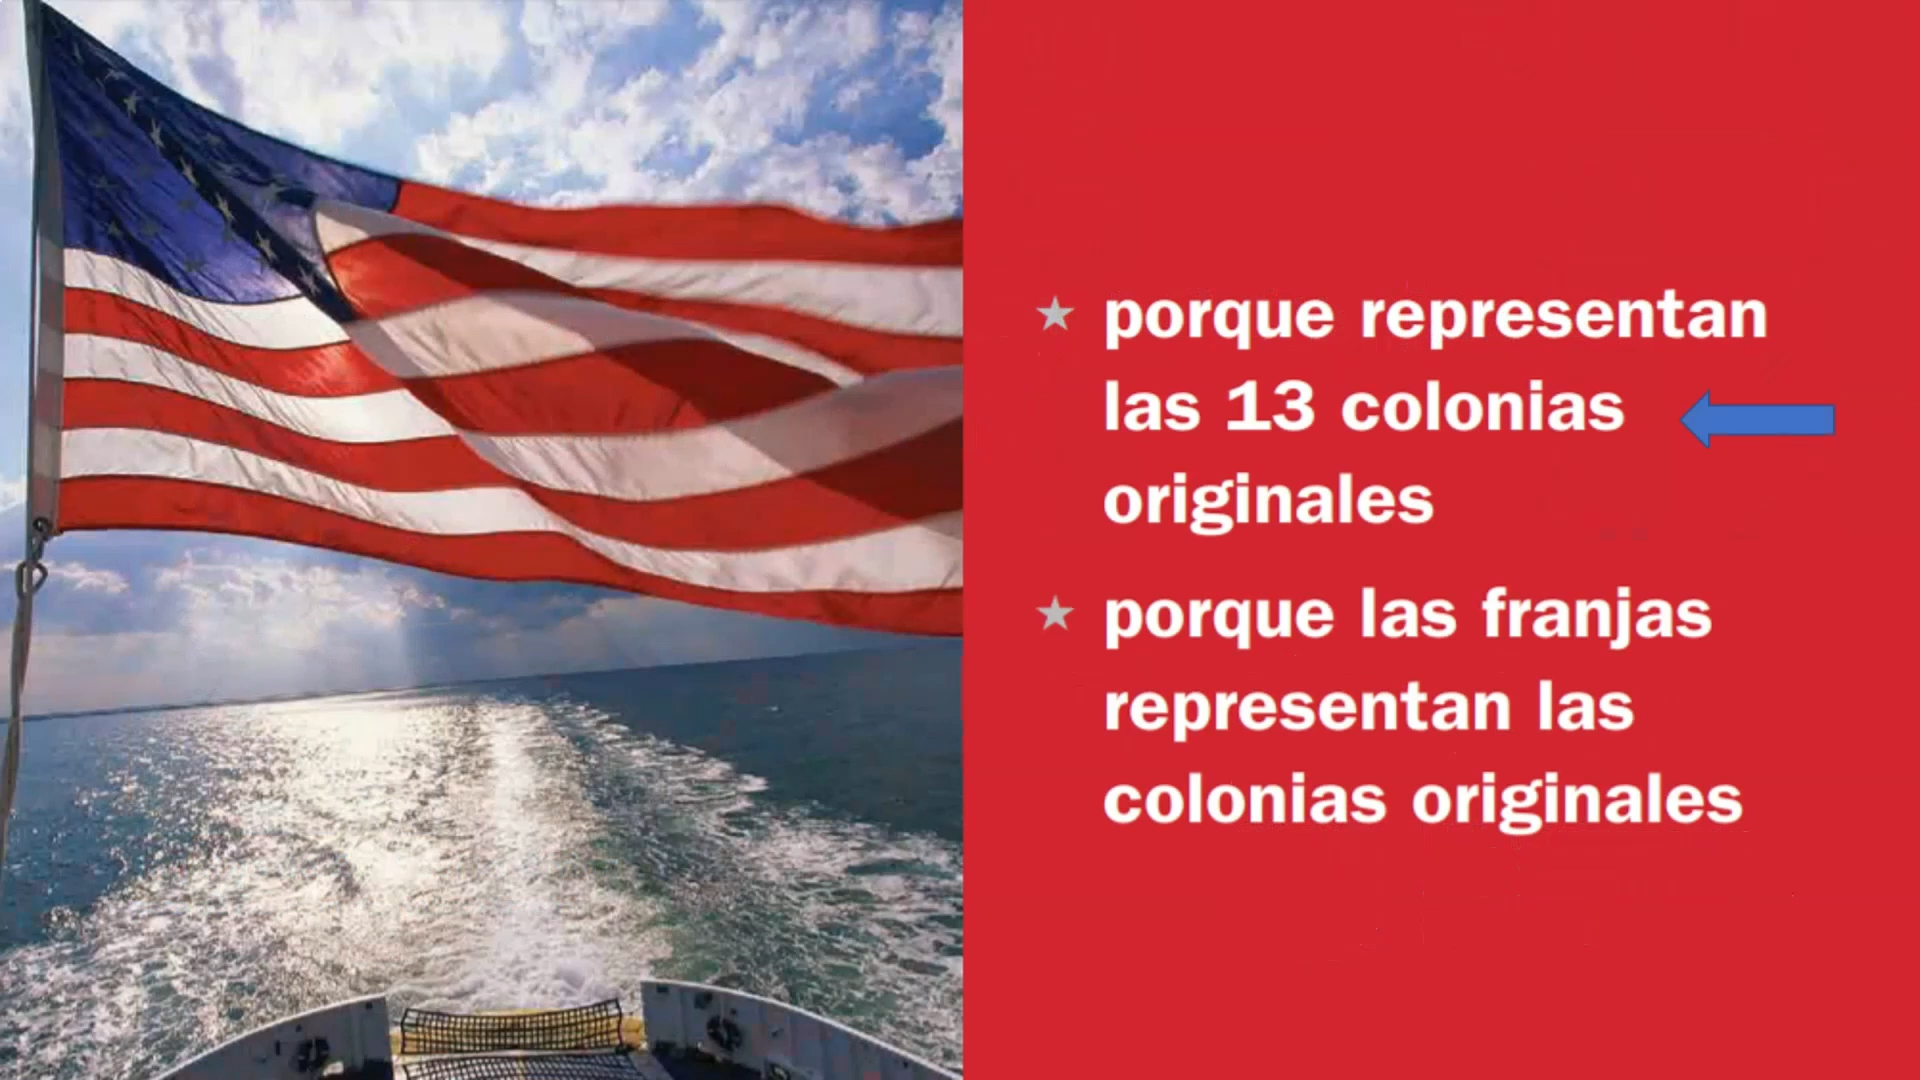 porque representan
las 13 colonias
originales
porque las franjas
representan las
colonias originales